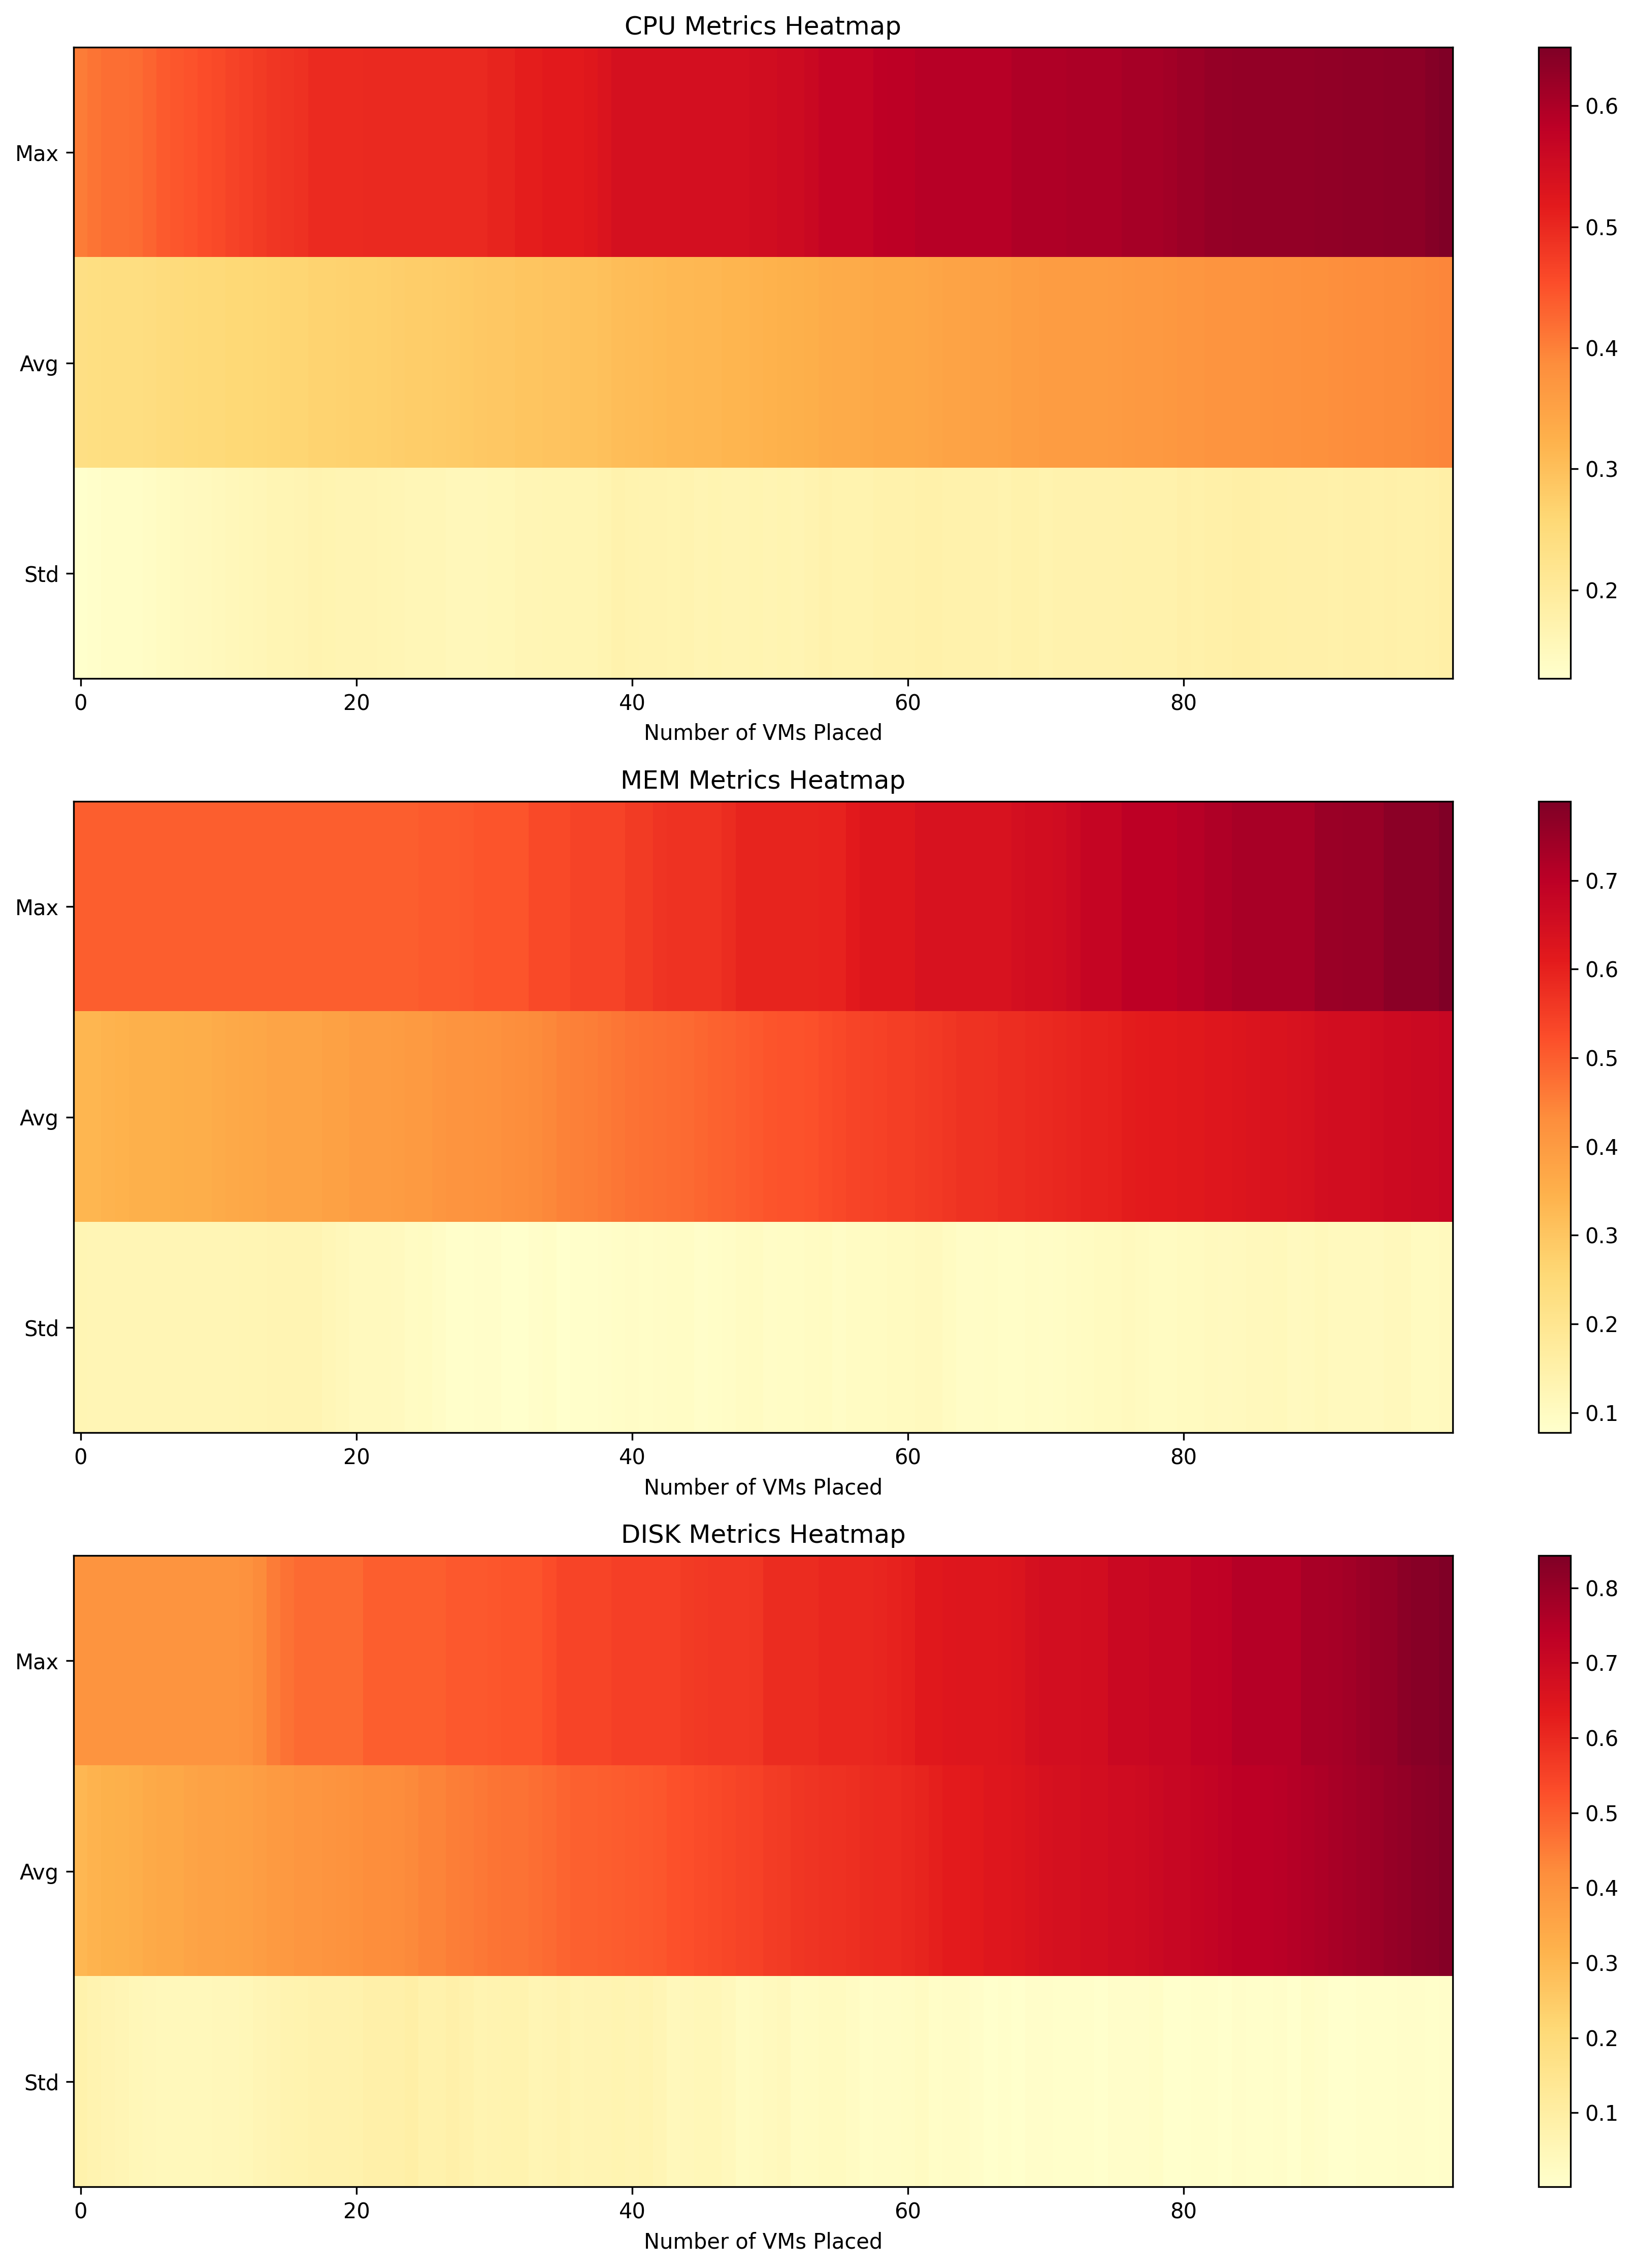 CPU Metrics Heatmap
Max
Avg
Std
0 20 40 60 80
Number of VMs Placed
0.6
0.5
0.4
0.3
0.2
MEM Metrics Heatmap
Max
Avg
Std
0 20 40 60 80
Number of VMs Placed
0.7
0.6
0.5
0.4
0.3
0.2
0.1
DISK Metrics Heatmap
Max
Avg
Std
0 20 40 60 80
Number of VMs Placed
0.8
0.7
0.6
0.5
0.4
0.3
0.2
0.1